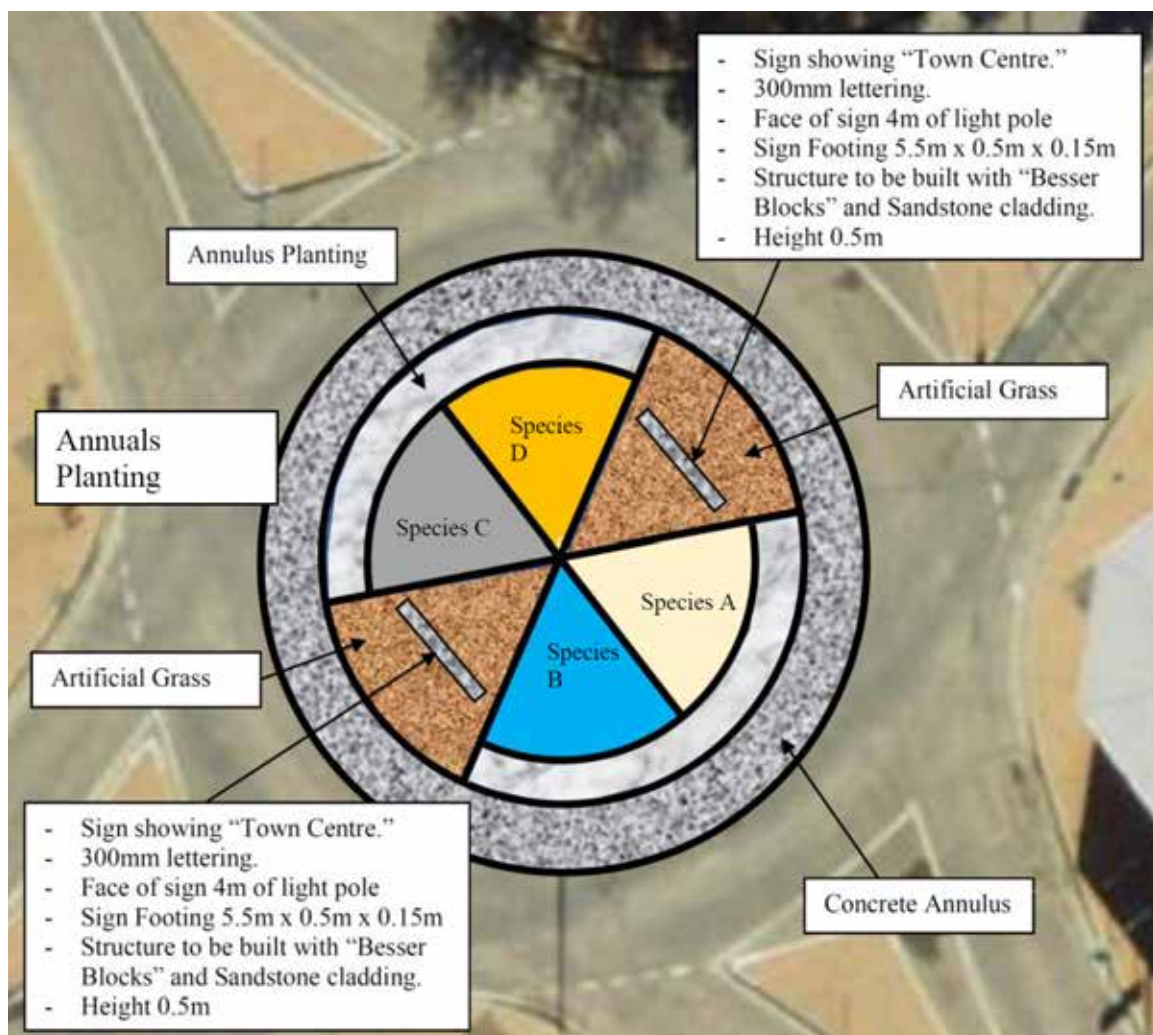 - Sign showing “Town Centre.”
- 300mm lettering.
- Face of sign 4m of light pole
- Sign Footing 5.5m x 0.5m x 0.15m
- Structure to be built with “Besser
Blocks” and Sandstone cladding.
- Height 0.5m
Annulus Planting
Artificial Grass
Annuals
Planting
Species
D
Species C
Species A
Species
B
Artificial Grass
- Sign showing “Town Centre.”
- 300mm lettering.
- Face of sign 4m of light pole
- Sign Footing 5.5m x 0.5m x 0.15m
- Structure to be built with “Besser
Blocks” and Sandstone cladding.
- Height 0.5m
Concrete Annulus